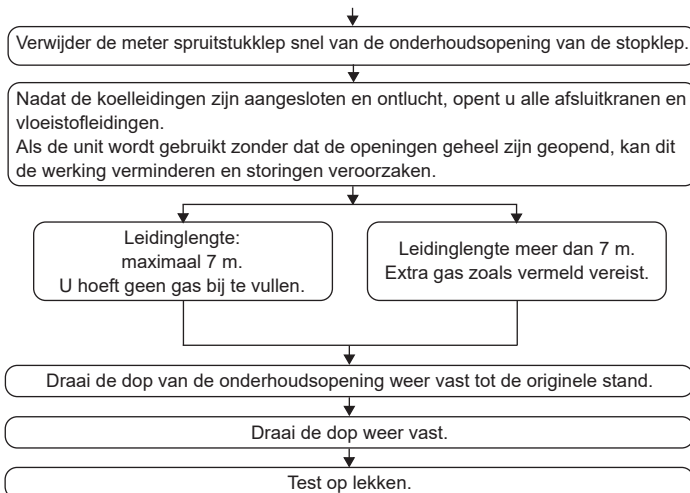 Verwijder de meter spruitstukklep snel van de onderhoudsopening van de stopklep.
Nadat de koelleidingen zijn aangesloten en ontlucht, opent u alle afsluitkranen en
vloeistofleidingen.
Als de unit wordt gebruikt zonder dat de openingen geheel zijn geopend, kan dit
de werking verminderen en storingen veroorzaken.
Leidinglengte:
maximaal 7 m.
U hoeft geen gas bij te vullen.
Leidinglengte meer dan 7 m.
Extra gas zoals vermeld vereist.
Draai de dop van de onderhoudsopening weer vast tot de originele stand.
Draai de dop weer vast.
Test op lekken.